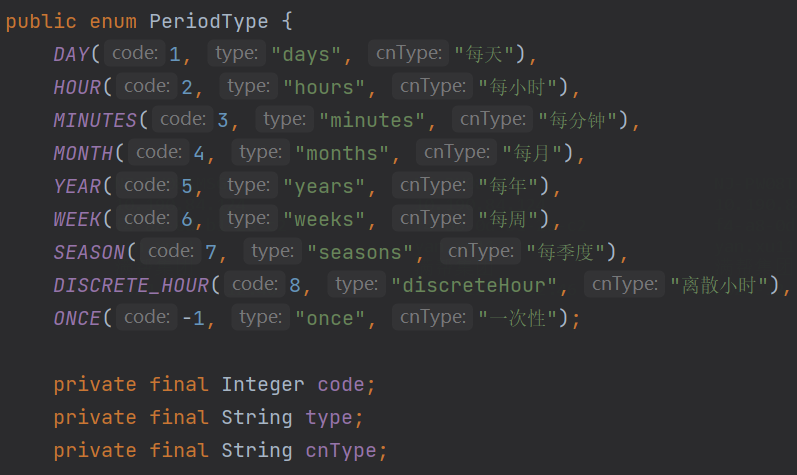 public enum PeriodType {
DAY( code: 1, type: "days", cnType: "每天"),
HOUR( code: 2, type: "hours", cnType: "每小时"),
MINUTES( code: 3, type: "minutes", cnType: "每分钟"),
MONTH( code: 4, type: "months", cnType: "每月"),
YEAR( code: 5, type: "years", cnType: "每年"),
WEEK( code: 6, type: "weeks", cnType: "每周"),
SEASON( code: 7, type: "seasons", cnType: "每季度"),
DISCRETE_HOUR( code: 8, type: "discreteHour", cnType: "离散小时"),
ONCE( code: -1, type: "once", cnType: "一次性");
private final Integer code;
private final String type;
private final String cnType;